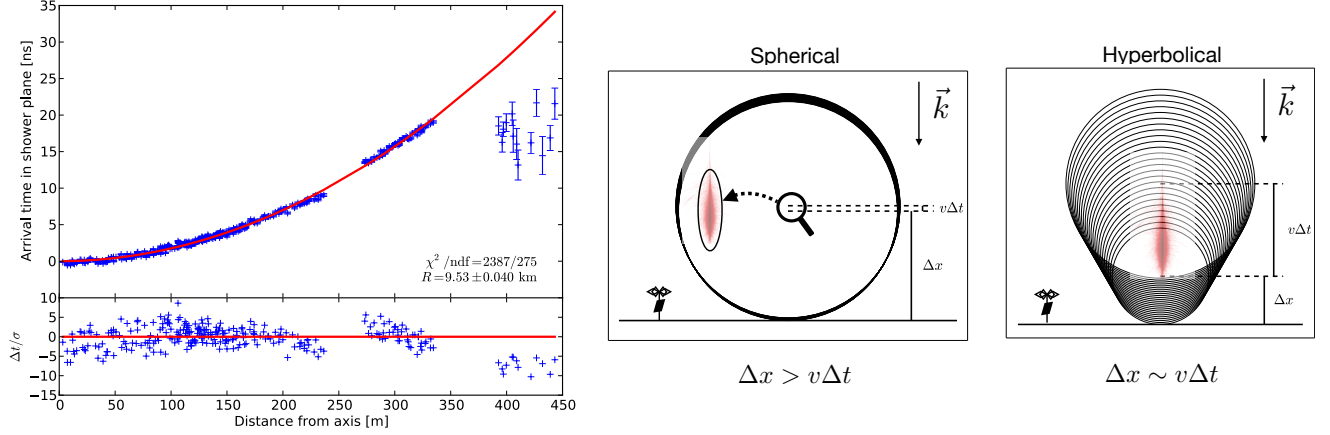 35
30
25
20
15
10
5
0
Arrival time in shower plane [ns]
χ² /ndf=2387/275
R=9.53±0.040 km
10
5
0
−5
−10
−15
Δt/σ
0 50 100 150 200 250 300 350 400 450
Distance from axis [m]
Spherical
k⃗
vΔt
Δx
Δx > vΔt
Hyperbolical
k⃗
vΔt
Δx
Δx ∼ vΔt